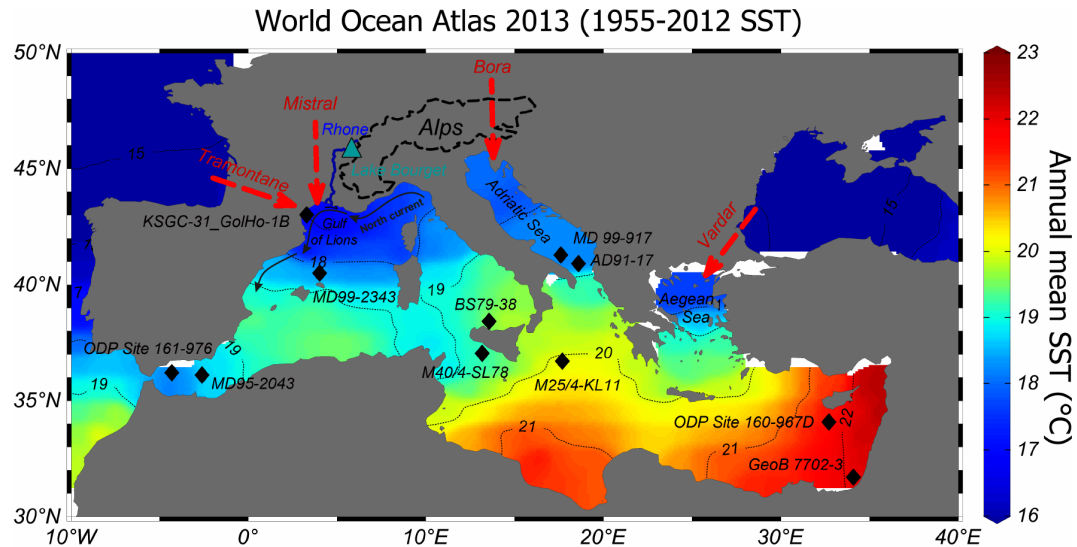 World Ocean Atlas 2013 (1955-2012 SST)
50°N
45°N
40°N
35°N
30°N
10°W
0°
10°E
20°E
30°E
40°E
Bora
Mistral
Rhone
Alps
Lake Bourget
Tramontane
15
KSGC-31_GolHo-1B
Gulf
of Lions
North current
Adriatic Sea
MD 99-917
AD91-17
Vardar
15
18
MD99-2343
19
BS79-38
Aegean
Sea
ODP Site 161-976
19
19
MD95-2043
M40/4-SL78
20
M25/4-KL11
21
ODP Site 160-967D
22
21
GeoB 7702-3
23
22
21
20
19
18
17
16
Annual mean SST (°C)